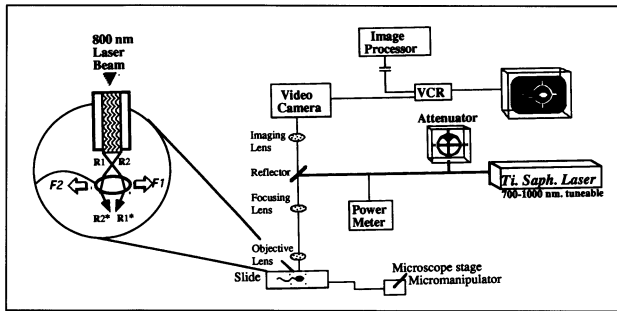 800 nm
Laser
Beam
R1
R2
F2
F1
R2*
R1*
Image
Processor
Video
Camera
VCR
Imaging
Lens
Attenuator
Reflector
Ti. Saph. Laser
700-1000 nm. tuneable
Focusing
Lens
Power
Meter
Objective
Lens
Slide
Microscope stage
Micromanipulator